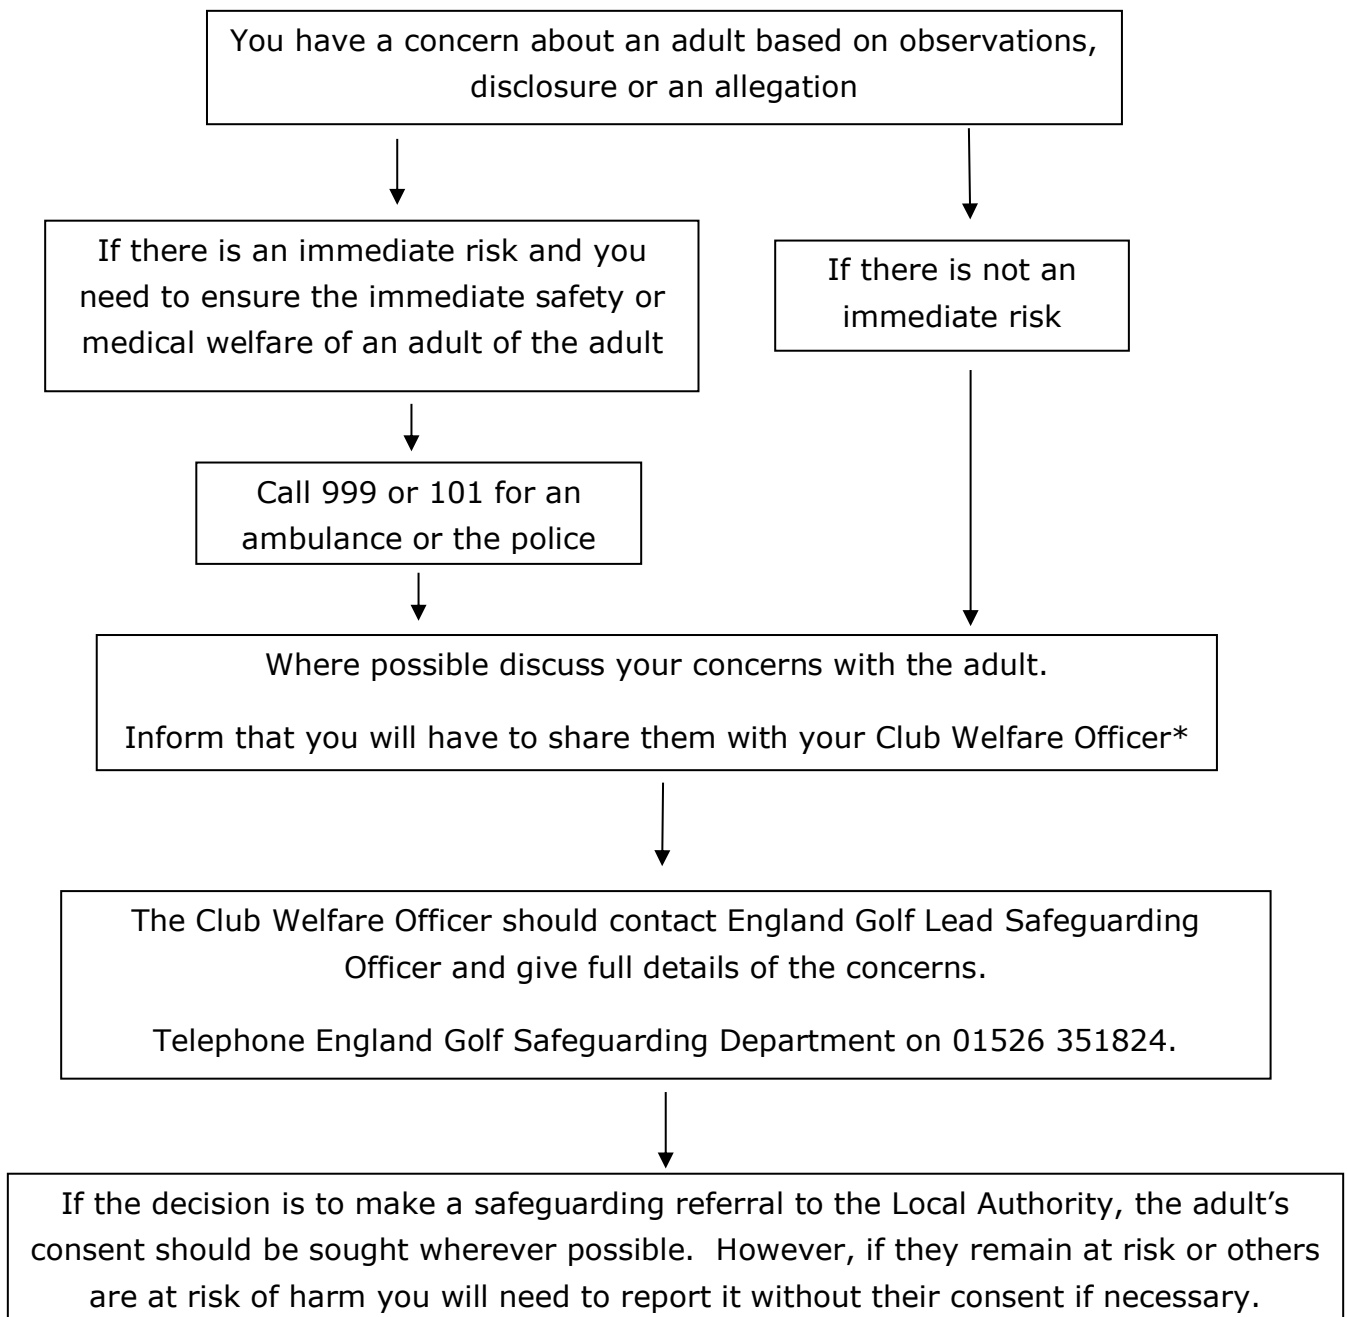 You have a concern about an adult based on observations,
disclosure or an allegation
If there is an immediate risk and you
need to ensure the immediate safety or
medical welfare of an adult of the adult
If there is not an
immediate risk
Call 999 or 101 for an
ambulance or the police
Where possible discuss your concerns with the adult.
Inform that you will have to share them with your Club Welfare Officer*
The Club Welfare Officer should contact England Golf Lead Safeguarding
Officer and give full details of the concerns.
Telephone England Golf Safeguarding Department on 01526 351824.
If the decision is to make a safeguarding referral to the Local Authority, the adult’s
consent should be sought wherever possible.  However, if they remain at risk or others
are at risk of harm you will need to report it without their consent if necessary.